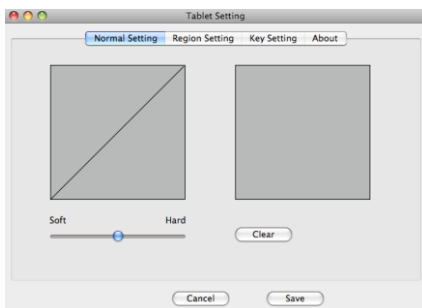 Tablet Setting
Normal Setting Region Setting Key Setting About
Soft Hard
Clear
Cancel Save